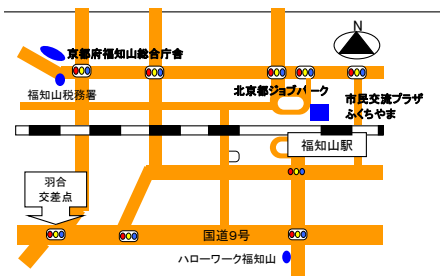 N
京都府福知山総合庁舎
福知山税務署
北京都ジョブパーク
市民交流プラザ
ふくちやま
福知山駅
羽合
交差点
国道9号
ハローワーク福知山